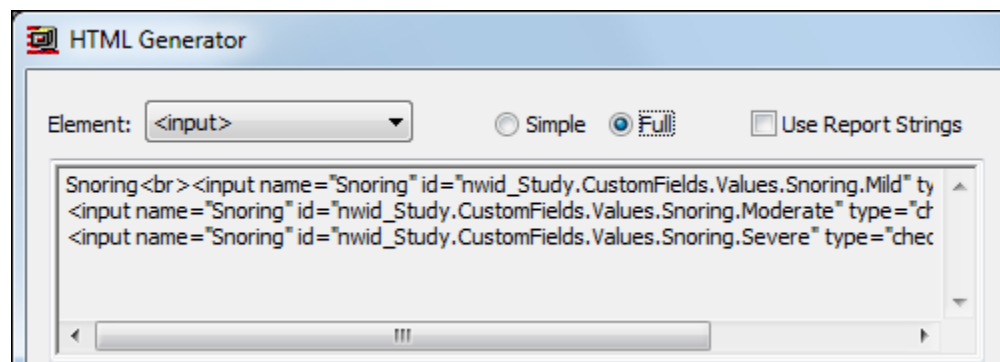 HTML Generator
Element: <input> Simple Full Use Report Strings
Snoring<br><input name="Snoring" id="nwid_Study.CustomFields.Values.Snoring.Mild" ty
<input name="Snoring" id="nwid_Study.CustomFields.Values.Snoring.Moderate" type="ch
<input name="Snoring" id="nwid_Study.CustomFields.Values.Snoring.Severe" type="chec